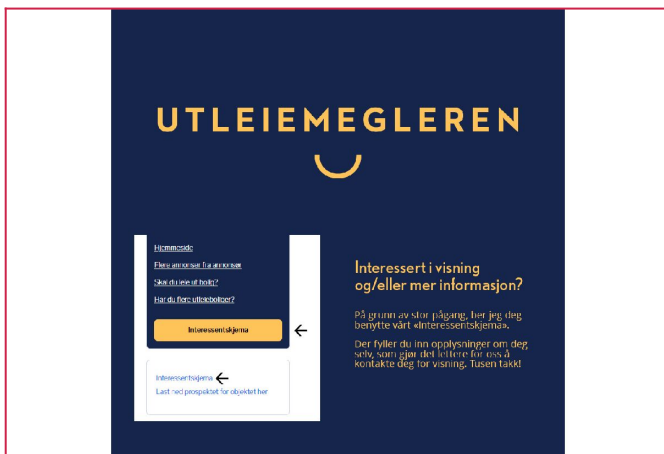 UTLEIEMEGLEREN
Hjemmeside
Flere annonser fra annonsør
Skal du leie ut bolig?
Har du flere utleieboliger?
Interessentskjema
Interessentskjema
Last ned prospektet for objektet her
Interessert i visning
og/eller mer informasjon?
På grunn av stor pågang, ber jeg deg
benytte vårt «Interessentskjema».
Der fyller du inn opplysninger om deg
selv, som gjør det lettere for oss å
kontakte deg for visning. Tusen takk!